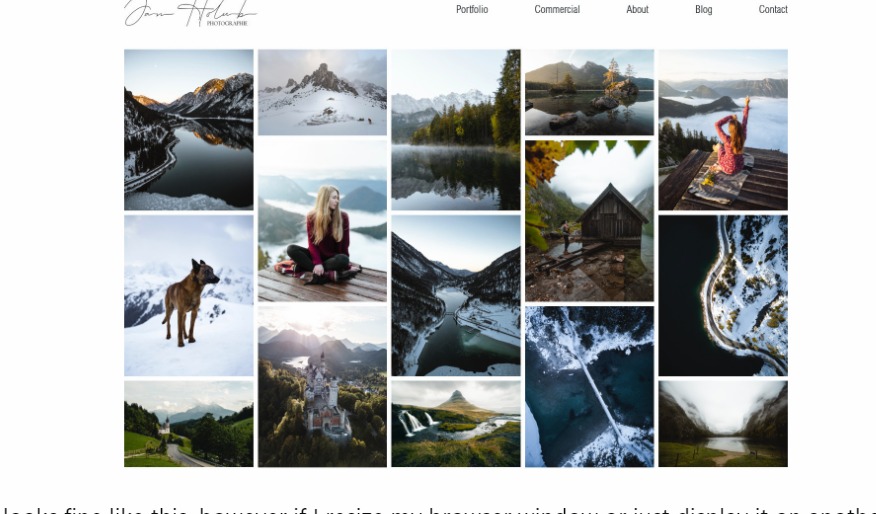 Jan Holub
PHOTOGRAPHIE
Portfolio Commercial About Blog Contact
looks fine like this, however if I resize my browser window or just display it on anothe